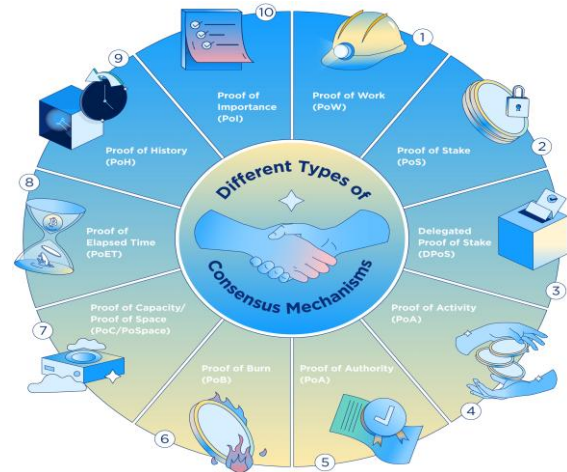 Different Types of
Consensus Mechanisms
1
Proof of Work
(PoW)
2
Proof of Stake
(PoS)
3
Delegated
Proof of Stake
(DPoS)
4
Proof of Activity
(PoA)
5
Proof of Authority
(PoA)
6
Proof of Burn
(PoB)
7
Proof of Capacity/
Proof of Space
(PoC/PoSpace)
8
Proof of
Elapsed Time
(PoET)
9
Proof of History
(PoH)
10
Proof of
Importance
(PoI)